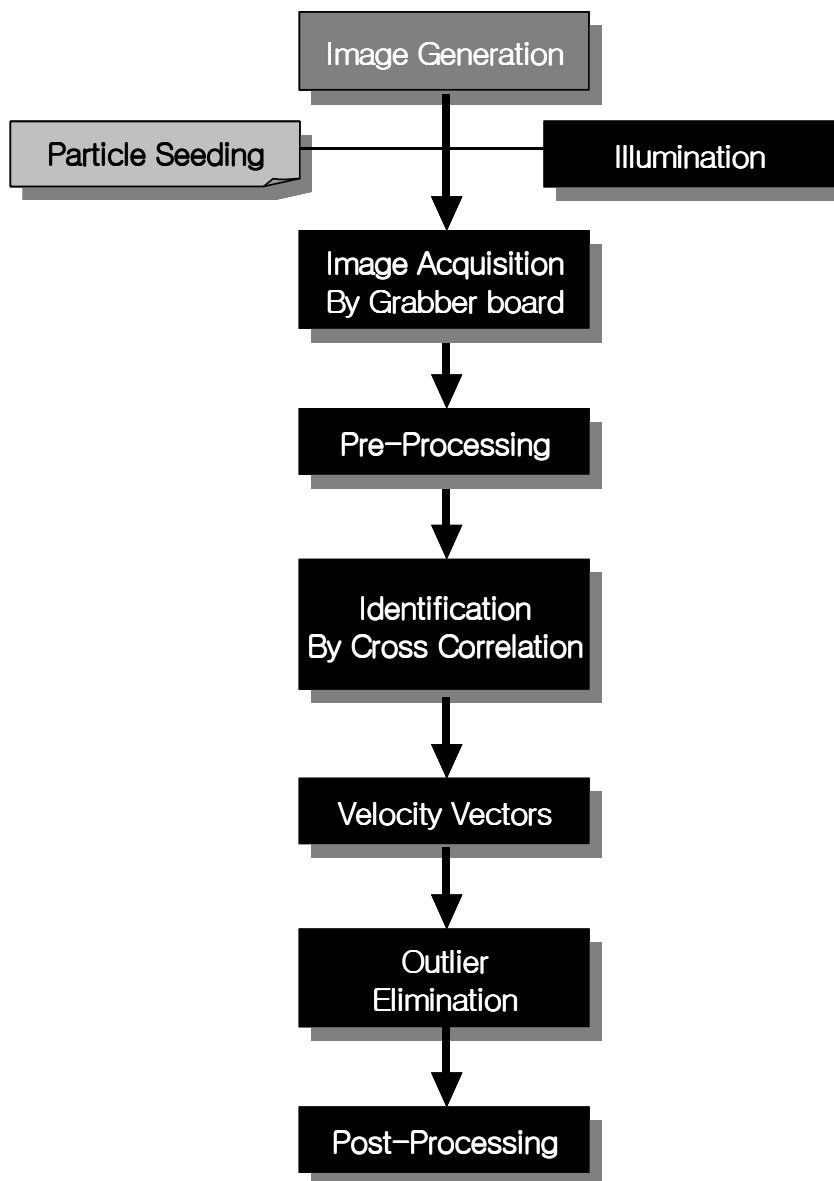 Image Generation
Particle Seeding
Illumination
Image Acquisition
By Grabber board
Pre-Processing
Identification
By Cross Correlation
Velocity Vectors
Outlier
Elimination
Post-Processing